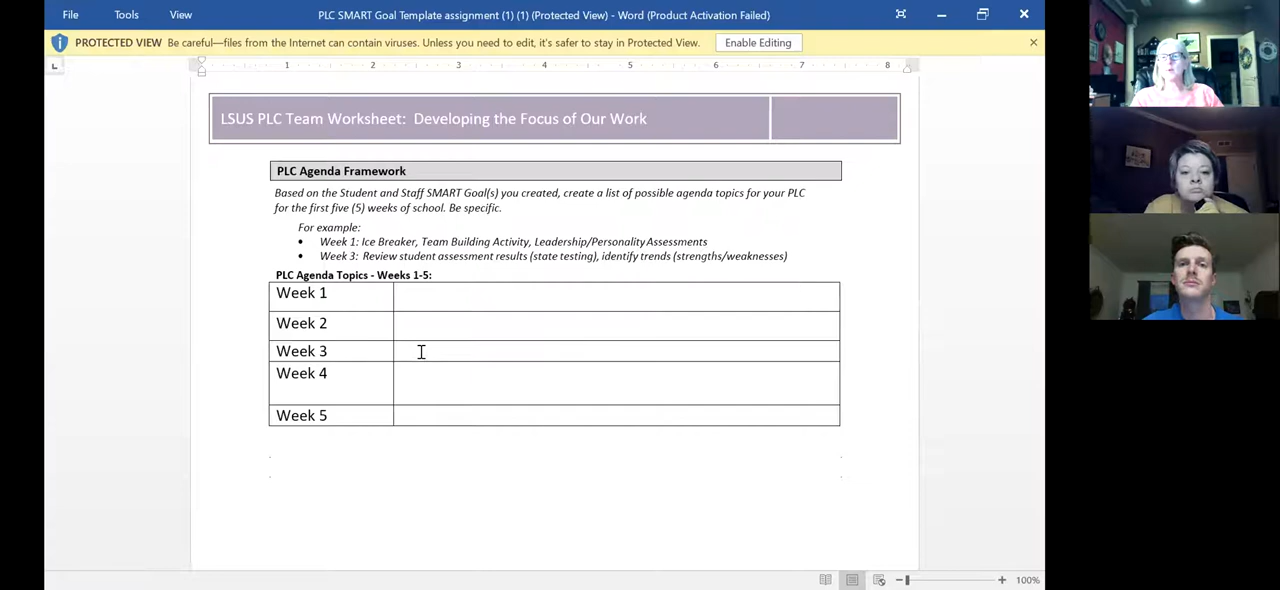 File Tools View PLC SMART Goal Template assignment (1) (1) (Protected View) - Word (Product Activation Failed)
PROTECTED VIEW Be careful—files from the Internet can contain viruses. Unless you need to edit, it's safer to stay in Protected View. Enable Editing
1 2 3 4 5 6 7 8
LSUS PLC Team Worksheet: Developing the Focus of Our Work
PLC Agenda Framework
Based on the Student and Staff SMART Goal(s) you created, create a list of possible agenda topics for your PLC
for the first five (5) weeks of school. Be specific.
For example:
• Week 1: Ice Breaker, Team Building Activity, Leadership/Personality Assessments
• Week 3: Review student assessment results (state testing), identify trends (strengths/weaknesses)
PLC Agenda Topics - Weeks 1-5:
Week 1
Week 2
Week 3
Week 4
Week 5
100%